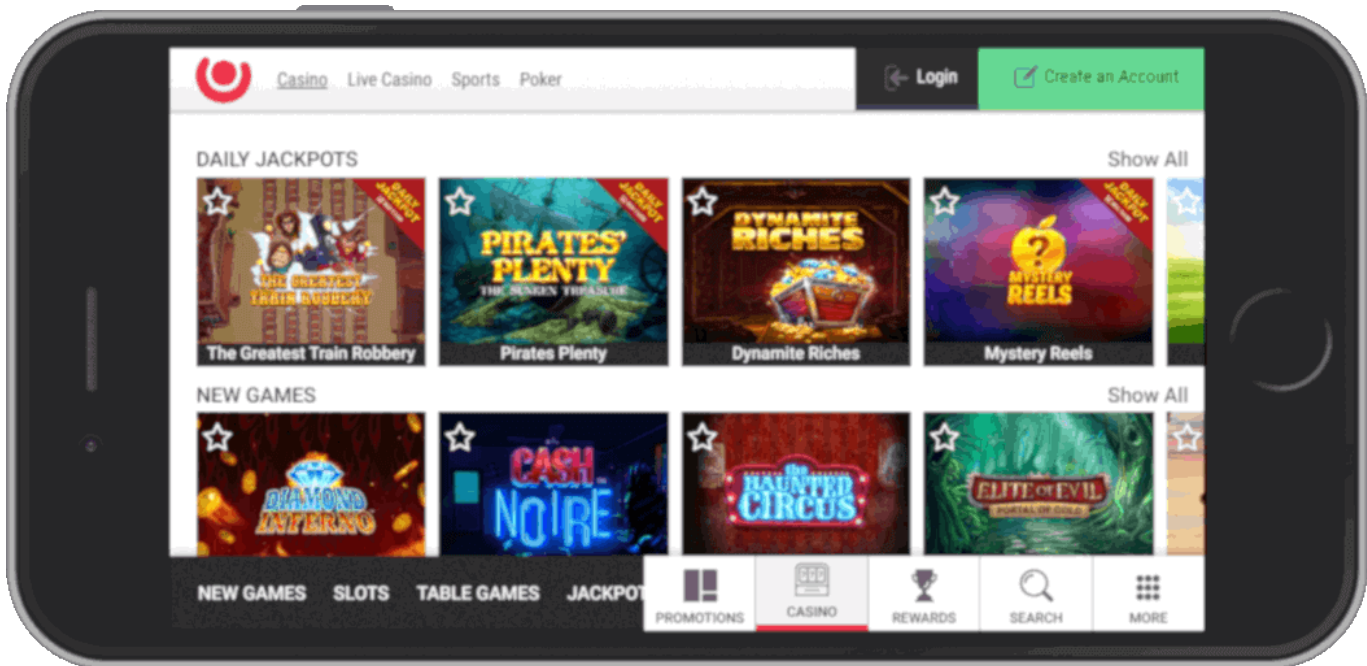 Casino Live Casino Sports Poker
Login
Create an Account
DAILY JACKPOTS
Show All
DAILY JACKPOT
THE GREATEST TRAIN ROBBERY
The Greatest Train Robbery
DAILY JACKPOT
PIRATES' PLENTY
THE SUNKEN TREASURE
Pirates Plenty
DYNAMITE RICHES
Dynamite Riches
DAILY JACKPOT
?
MYSTERY REELS
Mystery Reels
NEW GAMES
Show All
DIAMOND INFERNO
CASH NOIRE
the HAUNTED CIRCUS
ELITE OF EVIL
PORTAL OF GOLD
NEW GAMES SLOTS TABLE GAMES JACKPOT
PROMOTIONS
CASINO
REWARDS
SEARCH
MORE